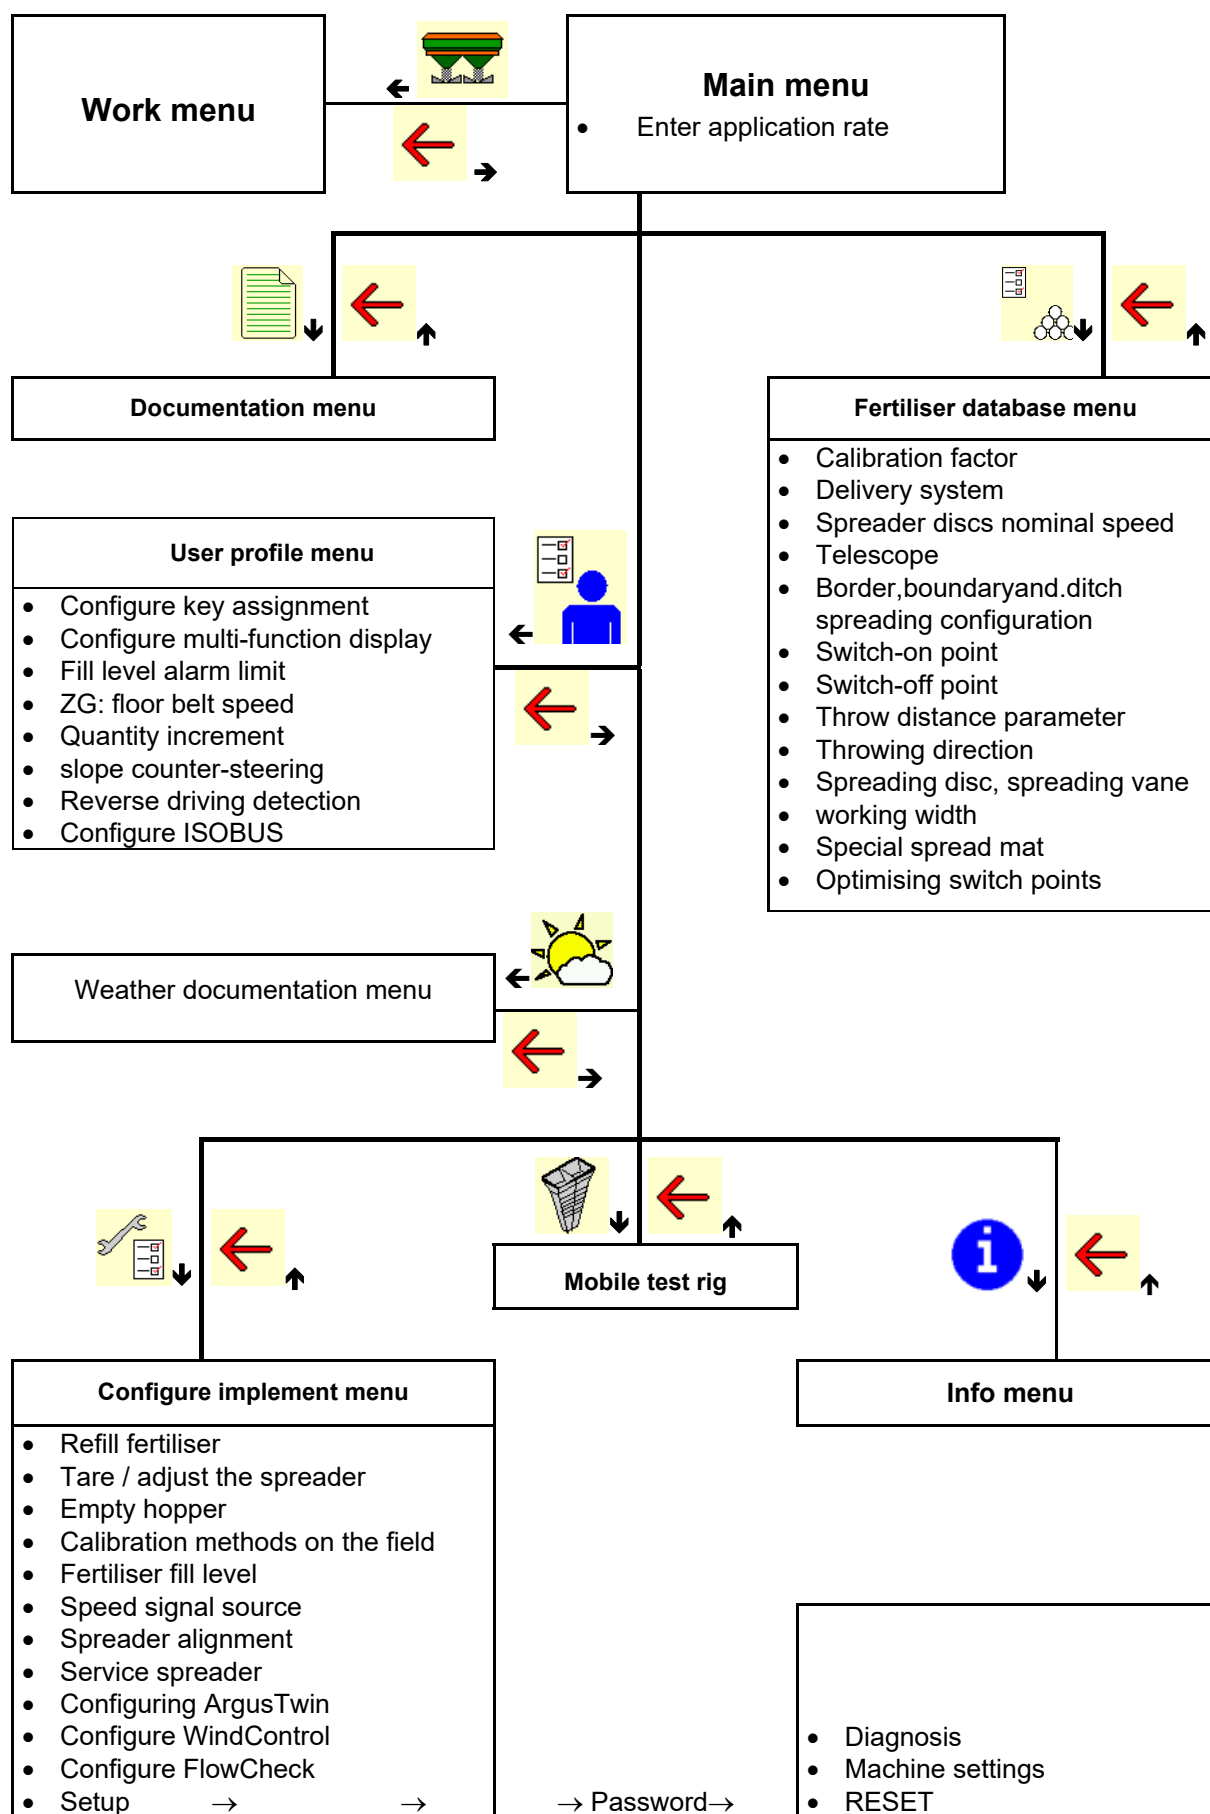 Work menu
Main menu
• Enter application rate
Documentation menu
Fertiliser database menu
• Calibration factor
• Delivery system
• Spreader discs nominal speed
• Telescope
• Border,boundaryand.ditch
spreading configuration
• Switch-on point
• Switch-off point
• Throw distance parameter
• Throwing direction
• Spreading disc, spreading vane
• working width
• Special spread mat
• Optimising switch points
User profile menu
• Configure key assignment
• Configure multi-function display
• Fill level alarm limit
• ZG: floor belt speed
• Quantity increment
• slope counter-steering
• Reverse driving detection
• Configure ISOBUS
Weather documentation menu
Mobile test rig
Configure implement menu
• Refill fertiliser
• Tare / adjust the spreader
• Empty hopper
• Calibration methods on the field
• Fertiliser fill level
• Speed signal source
• Spreader alignment
• Service spreader
• Configuring ArgusTwin
• Configure WindControl
• Configure FlowCheck
• Setup → → → Password→
Info menu
• Diagnosis
• Machine settings
• RESET